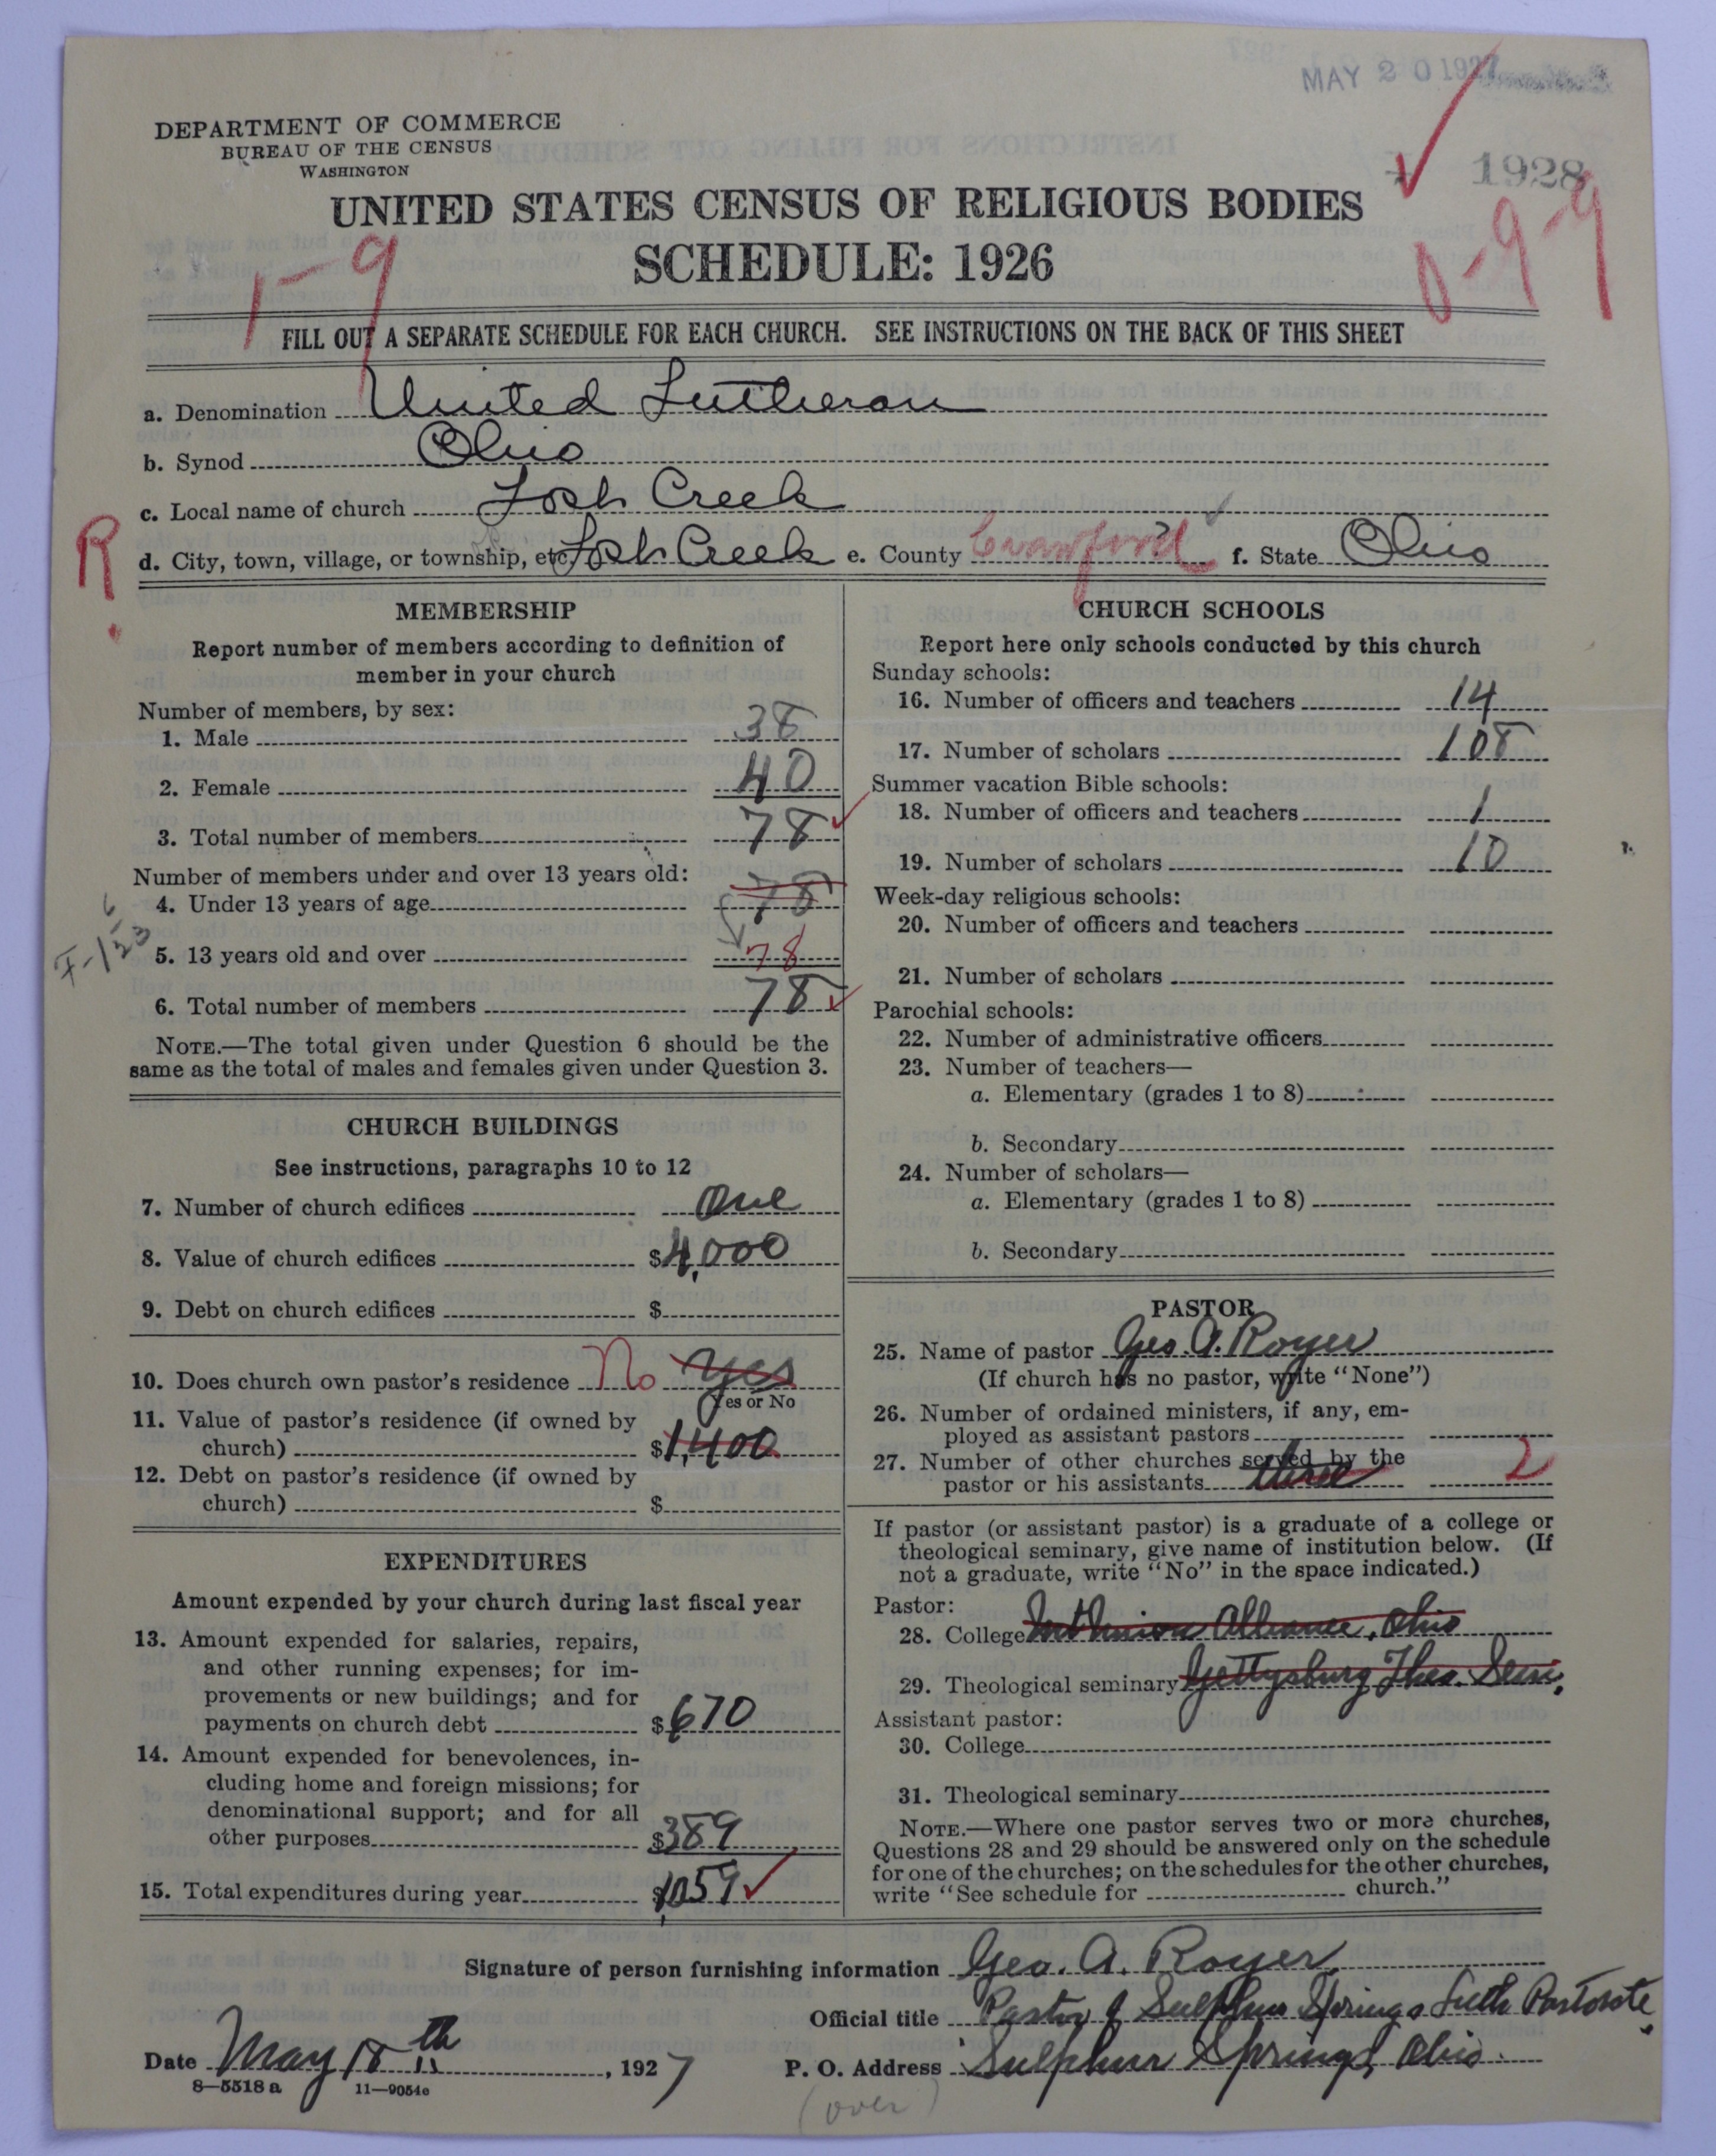 MAY 20 1927
DEPARTMENT OF COMMERCE
BUREAU OF THE CENSUS
WASHINGTON
1928
UNITED STATES CENSUS OF RELIGIOUS BODIES
SCHEDULE: 1926
1-9
0-9-9
FILL OUT A SEPARATE SCHEDULE FOR EACH CHURCH. SEE INSTRUCTIONS ON THE BACK OF THIS SHEET
a. Denomination United Lutheran
b. Synod Ohio
c. Local name of church Losh Creek
R. d. City, town, village, or township, etc. Losh Creek e. County Crawford f. State Ohio
MEMBERSHIP
Report number of members according to definition of
member in your church
Number of members, by sex:
1. Male 38
2. Female 40
3. Total number of members 78
Number of members under and over 13 years old:
4. Under 13 years of age 78
5. 13 years old and over 78
6. Total number of members 78
NOTE.—The total given under Question 6 should be the
same as the total of males and females given under Question 3.
CHURCH BUILDINGS
See instructions, paragraphs 10 to 12
7. Number of church edifices One
8. Value of church edifices $4,000
9. Debt on church edifices $
10. Does church own pastor's residence No Yes
Yes or No
11. Value of pastor's residence (if owned by
church) $1,400
12. Debt on pastor's residence (if owned by
church) $
EXPENDITURES
Amount expended by your church during last fiscal year
13. Amount expended for salaries, repairs,
and other running expenses; for im-
provements or new buildings; and for
payments on church debt $670
14. Amount expended for benevolences, in-
cluding home and foreign missions; for
denominational support; and for all
other purposes $389
15. Total expenditures during year $1,059
CHURCH SCHOOLS
Report here only schools conducted by this church
Sunday schools:
16. Number of officers and teachers 14
17. Number of scholars 108
Summer vacation Bible schools:
18. Number of officers and teachers 1
19. Number of scholars 10
Week-day religious schools:
20. Number of officers and teachers
21. Number of scholars
Parochial schools:
22. Number of administrative officers
23. Number of teachers—
a. Elementary (grades 1 to 8)
b. Secondary
24. Number of scholars—
a. Elementary (grades 1 to 8)
b. Secondary
PASTOR
25. Name of pastor Geo. A. Royer
(If church has no pastor, write "None")
26. Number of ordained ministers, if any, em-
ployed as assistant pastors
27. Number of other churches served by the
pastor or his assistants three 2
If pastor (or assistant pastor) is a graduate of a college or
theological seminary, give name of institution below. (If
not a graduate, write "No" in the space indicated.)
Pastor:
28. College Mt Union Alliance, Ohio
29. Theological seminary Gettysburg Theo. Sem.
Assistant pastor:
30. College
31. Theological seminary
NOTE.—Where one pastor serves two or more churches,
Questions 28 and 29 should be answered only on the schedule
for one of the churches; on the schedules for the other churches,
write "See schedule for church."
Signature of person furnishing information Geo. A. Royer.
Official title Pastor of Sulphur Springs Luth Pastorate.
Date May 18th, 1927 P. O. Address Sulphur Springs, Ohio.
8—5518 a 11—9054e
(over)